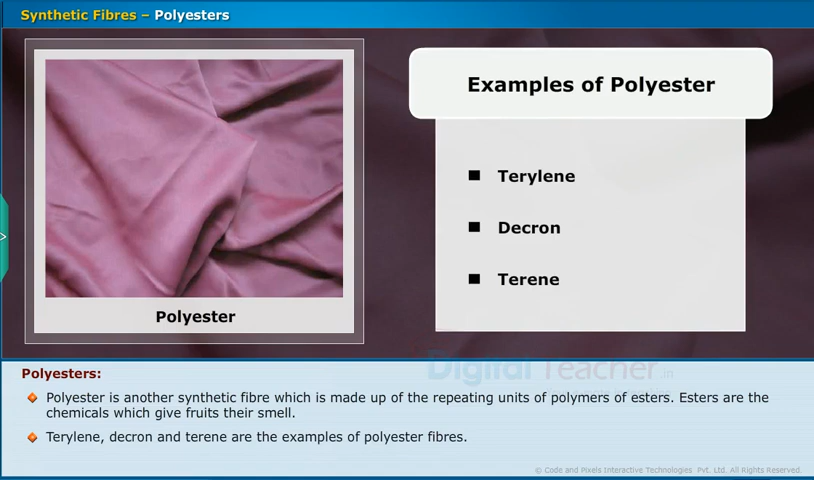 Synthetic Fibres – Polyesters
Examples of Polyester
■ Terylene
■ Decron
■ Terene
Polyester
Digital Teacher.in
Polyesters:
Polyester is another synthetic fibre which is made up of the repeating units of polymers of esters. Esters are the
chemicals which give fruits their smell.
Terylene, decron and terene are the examples of polyester fibres.
© Code and Pixels Interactive Technologies Pvt. Ltd. All Rights Reserved.